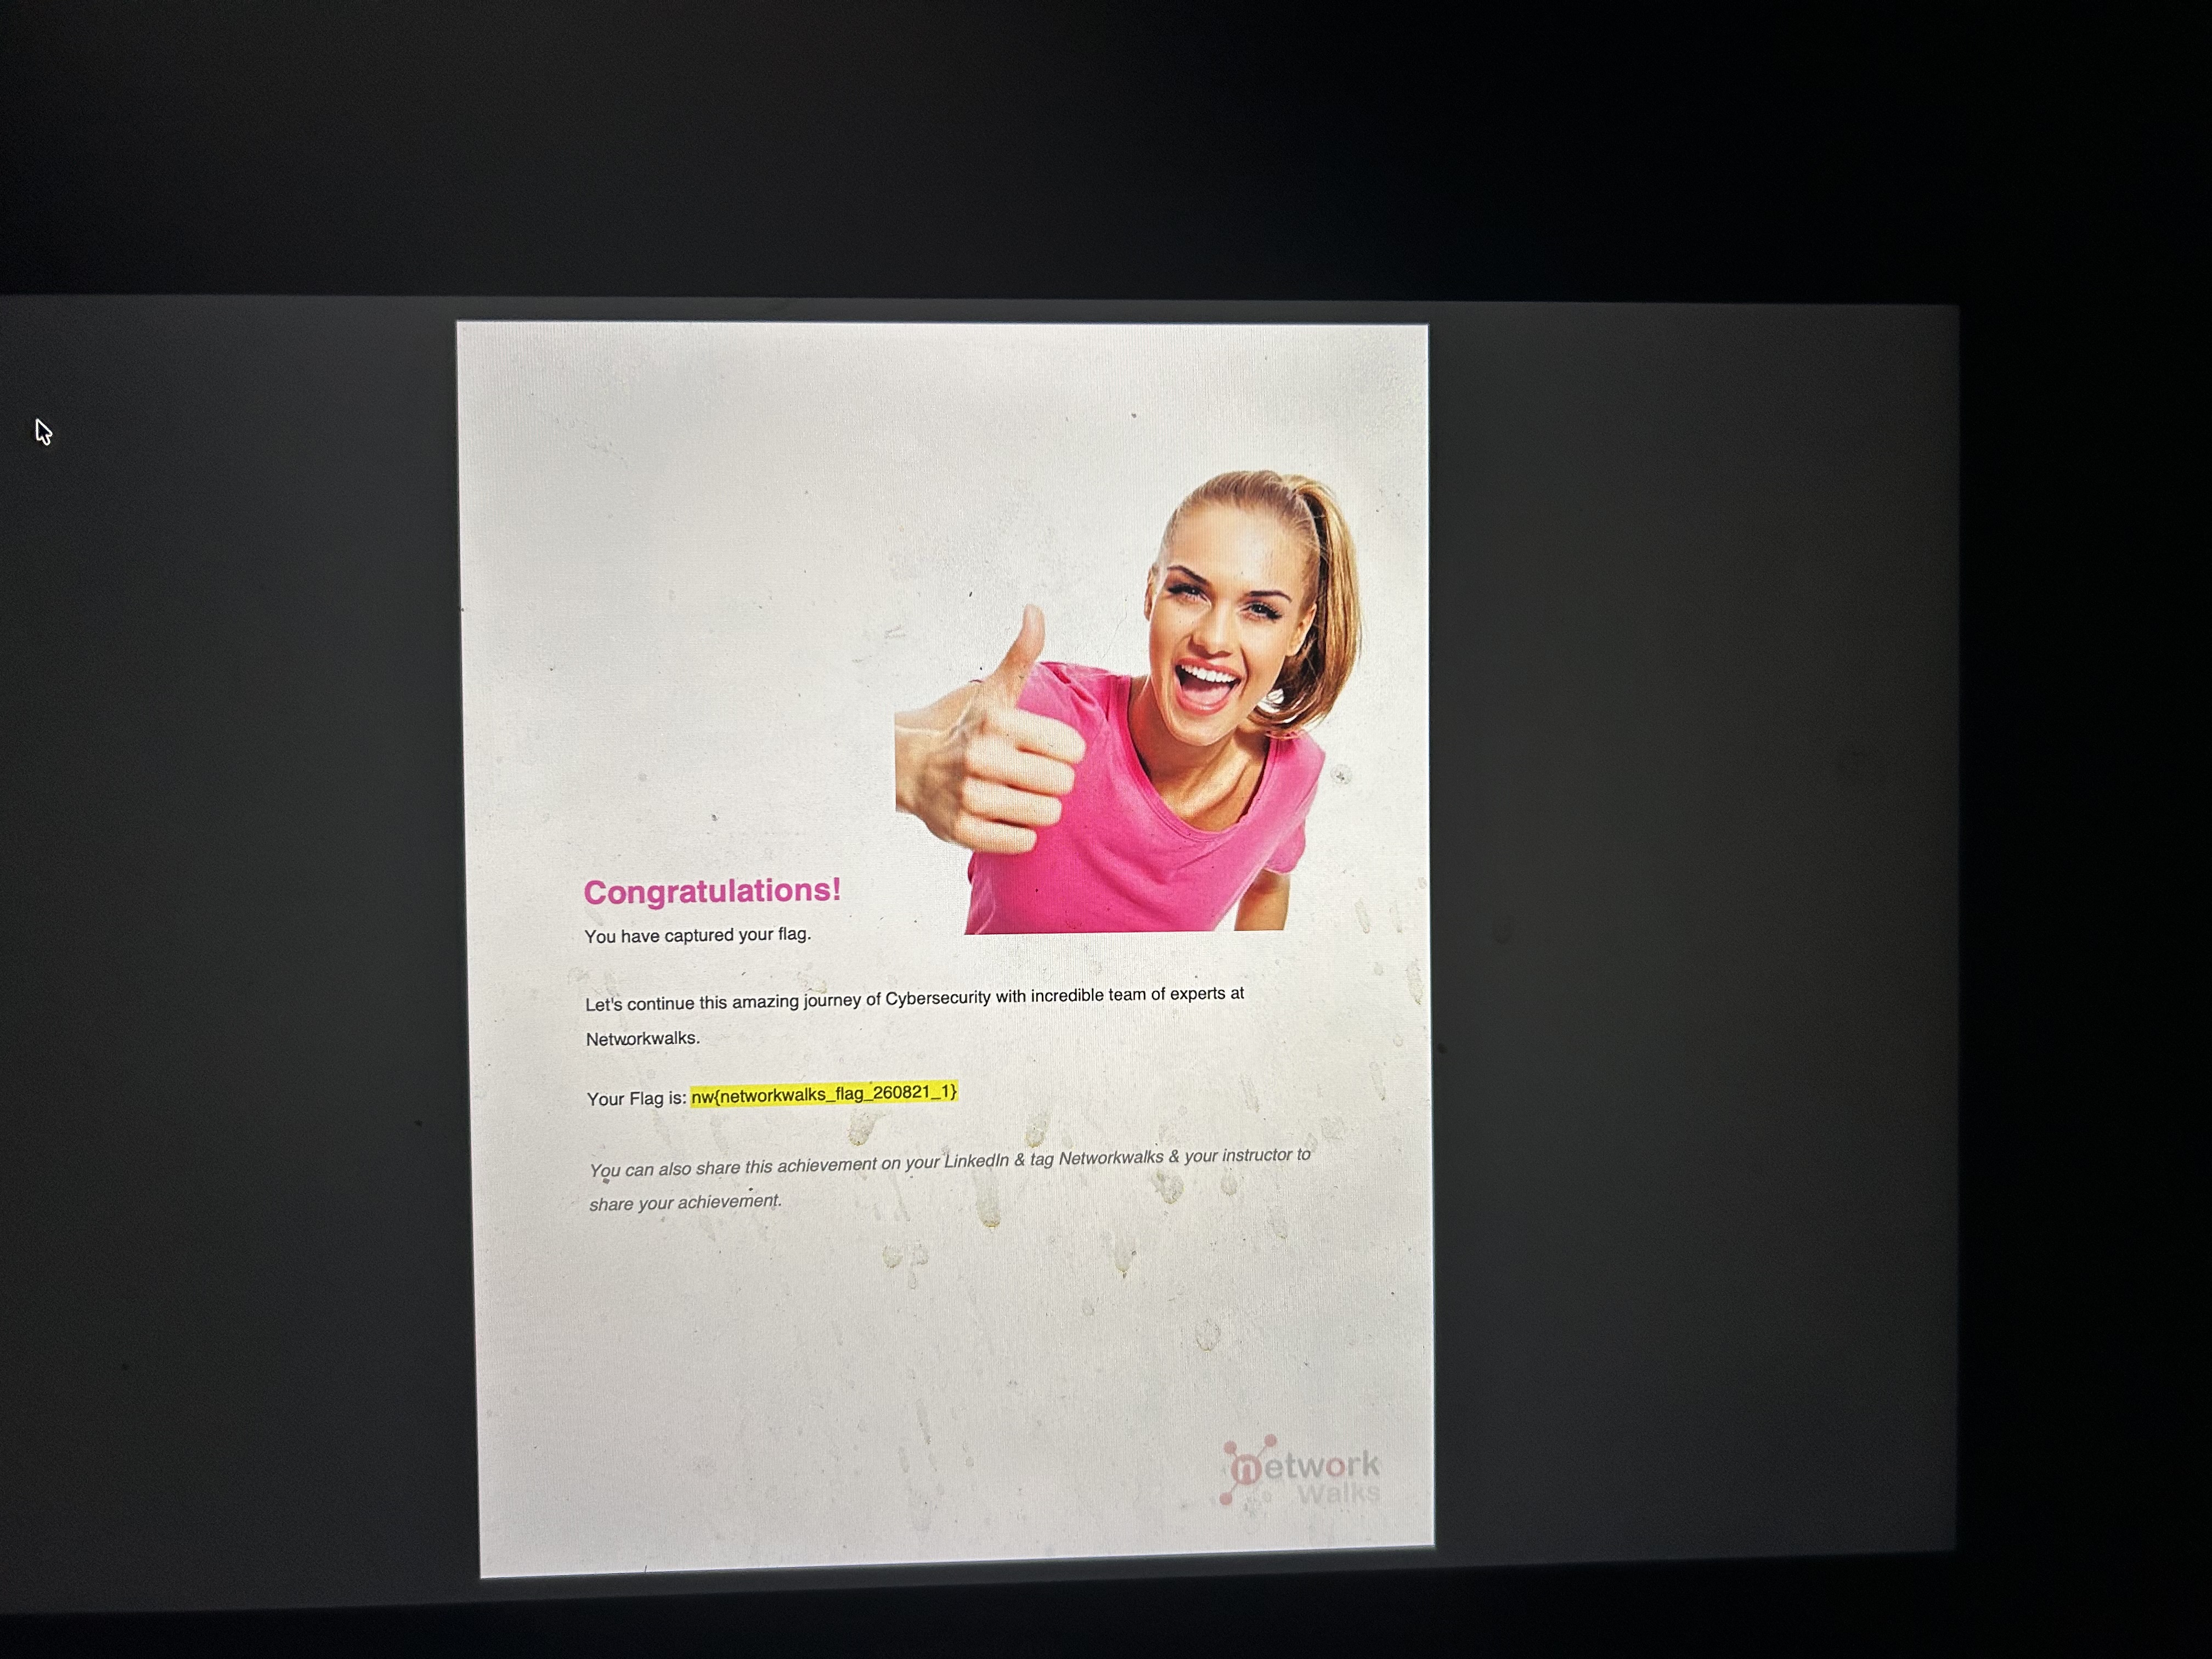 Congratulations!
You have captured your flag.
Let's continue this amazing journey of Cybersecurity with incredible team of experts at
Networkwalks.
Your Flag is: nw{networkwalks_flag_260821_1}
You can also share this achievement on your LinkedIn & tag Networkwalks & your instructor to
share your achievement.
network
Walks